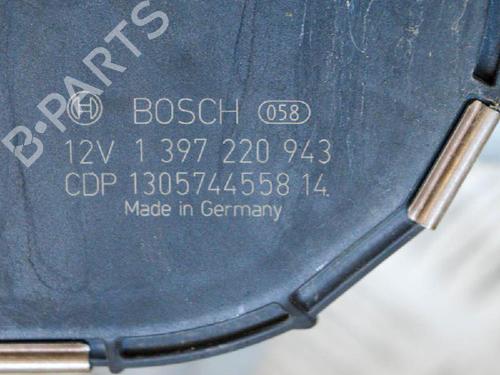 B-PARTS
BOSCH 058
12V 1 397 220 943
CDP 1305744558 14
Made in Germany